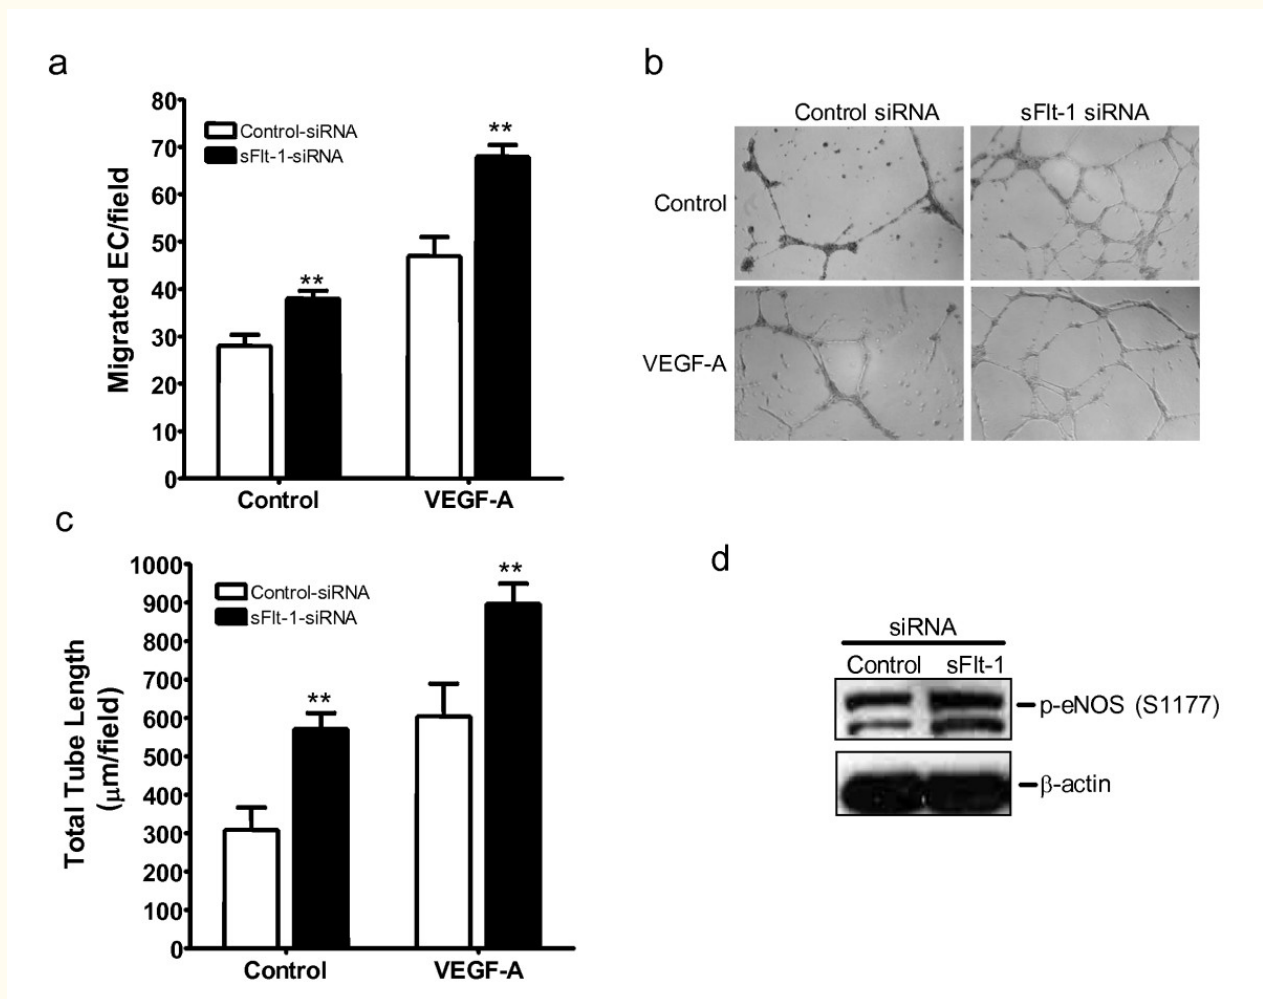 a
80
70
60
50
40
30
20
10
0
Migrated EC/field
Control-siRNA
sFlt-1-siRNA
**
**
Control
VEGF-A
b
Control siRNA
sFlt-1 siRNA
Control
VEGF-A
c
1000
900
800
700
600
500
400
300
200
100
0
Total Tube Length
(μm/field)
Control-siRNA
sFlt-1-siRNA
**
**
Control
VEGF-A
d
siRNA
Control
sFlt-1
p-eNOS (S1177)
β-actin